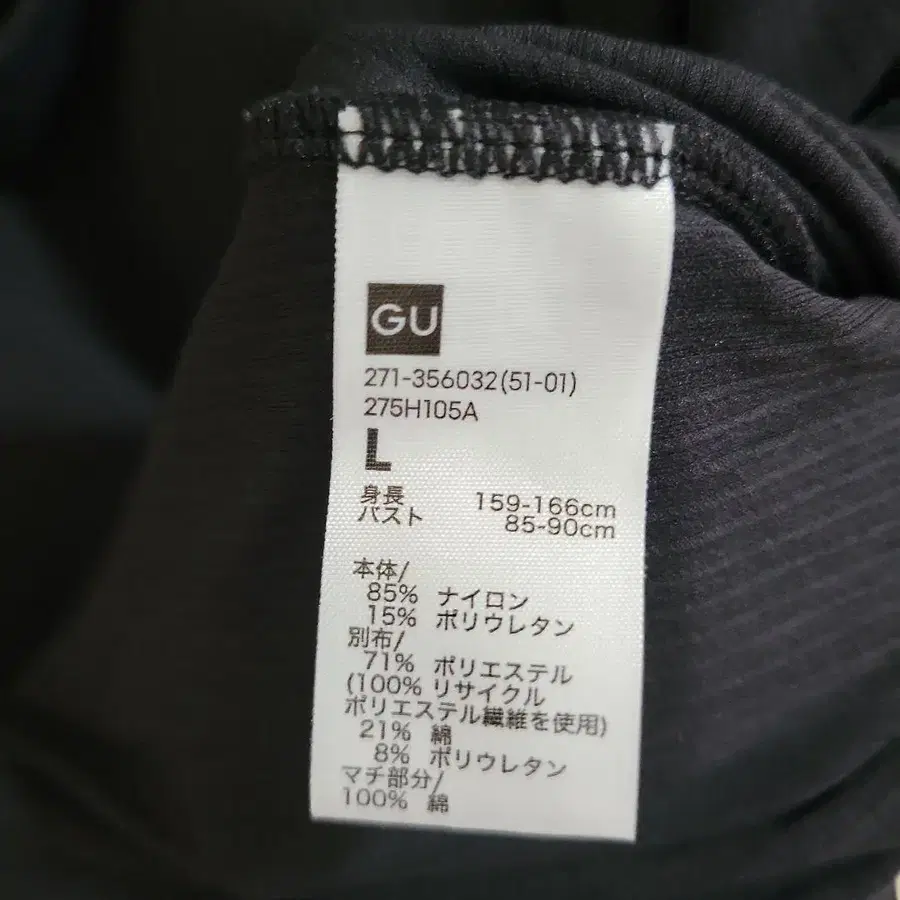 GU
271-356032(51-01)
275H105A
L
身長 159-166cm
バスト 85-90cm
本体/
85% ナイロン
15% ポリウレタン
別布/
71% ポリエステル
(100% リサイクル
ポリエステル繊維を使用)
21% 綿
8% ポリウレタン
マチ部分/
100% 綿